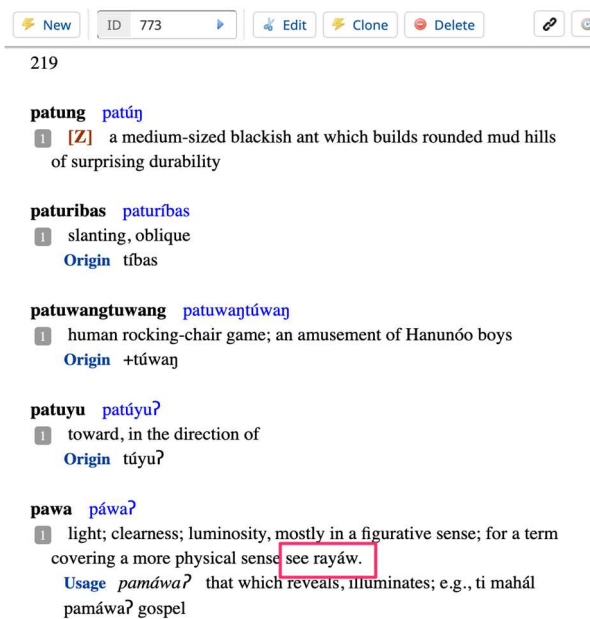 New ID 773 Edit Clone Delete
219
patung patúŋ
1 [Z] a medium-sized blackish ant which builds rounded mud hills
of surprising durability
paturibas paturíbas
1 slanting, oblique
Origin tíbas
patuwangtuwang patuwaŋtúwaŋ
1 human rocking-chair game; an amusement of Hanunóo boys
Origin +túwaŋ
patuyu patúyuʔ
1 toward, in the direction of
Origin túyuʔ
pawa páwaʔ
1 light; clearness; luminosity, mostly in a figurative sense; for a term
covering a more physical sense see rayáw.
Usage pamáwaʔ that which reveals, illuminates; e.g., ti mahál
pamáwaʔ gospel